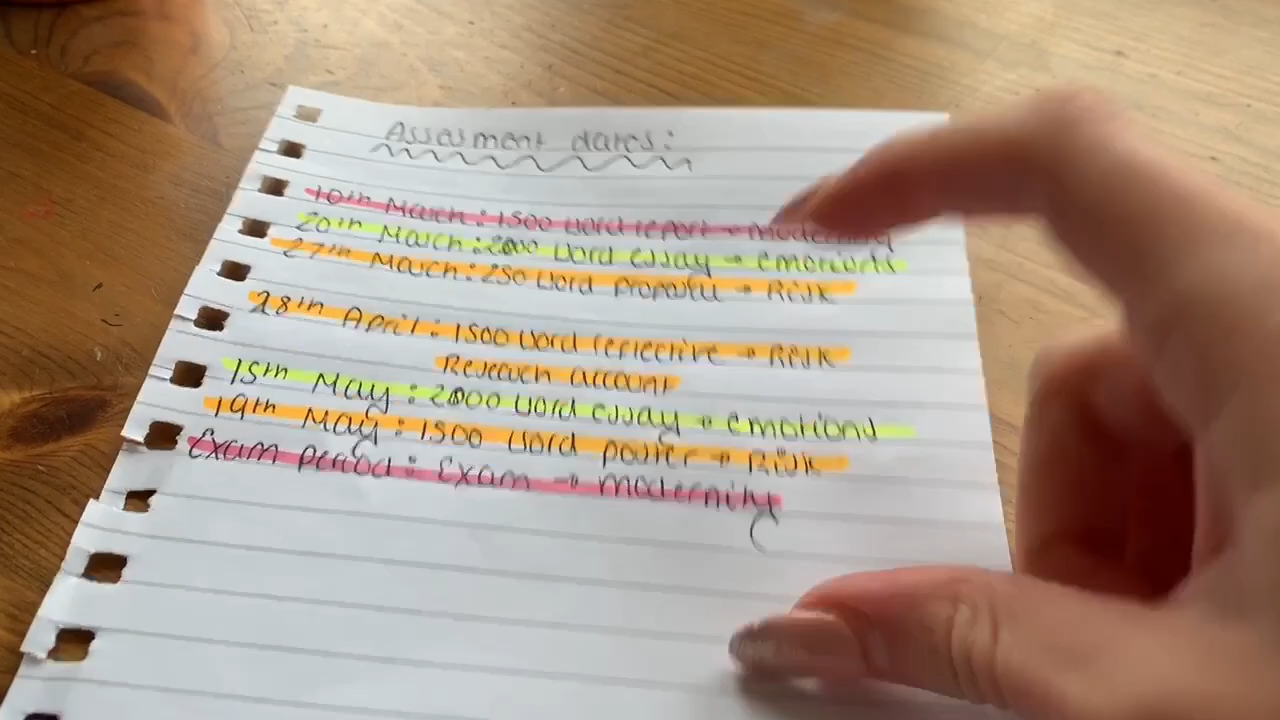 Assesment dates:
10th March: 1500 word report → modernity
20th March: 2000 word essay → emotions
27th March: 250 word proposal → Risk
28th April: 1500 word reflective → Risk
Research account
15th May: 2000 word essay → emotions
19th May: 1500 word poster → Risk
Exam period: Exam → modernity